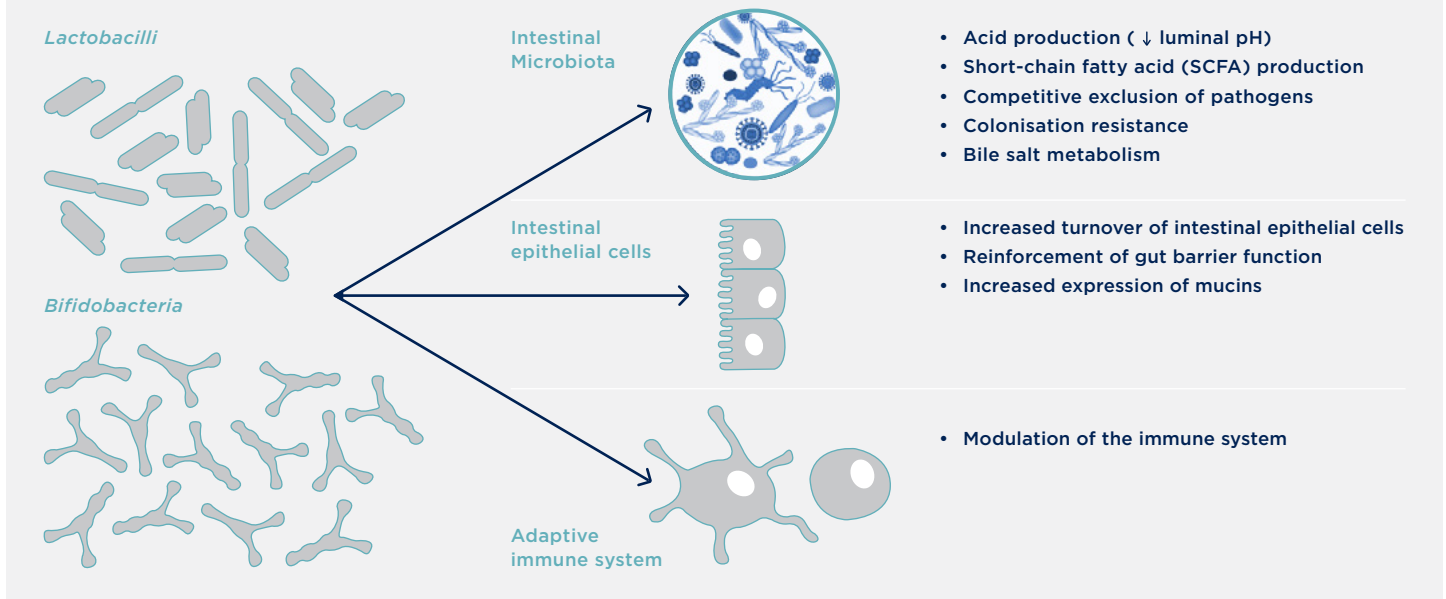 Lactobacilli
Bifidobacteria
Intestinal
Microbiota
• Acid production ( ↓ luminal pH)
• Short-chain fatty acid (SCFA) production
• Competitive exclusion of pathogens
• Colonisation resistance
• Bile salt metabolism
Intestinal
epithelial cells
• Increased turnover of intestinal epithelial cells
• Reinforcement of gut barrier function
• Increased expression of mucins
Adaptive
immune system
• Modulation of the immune system